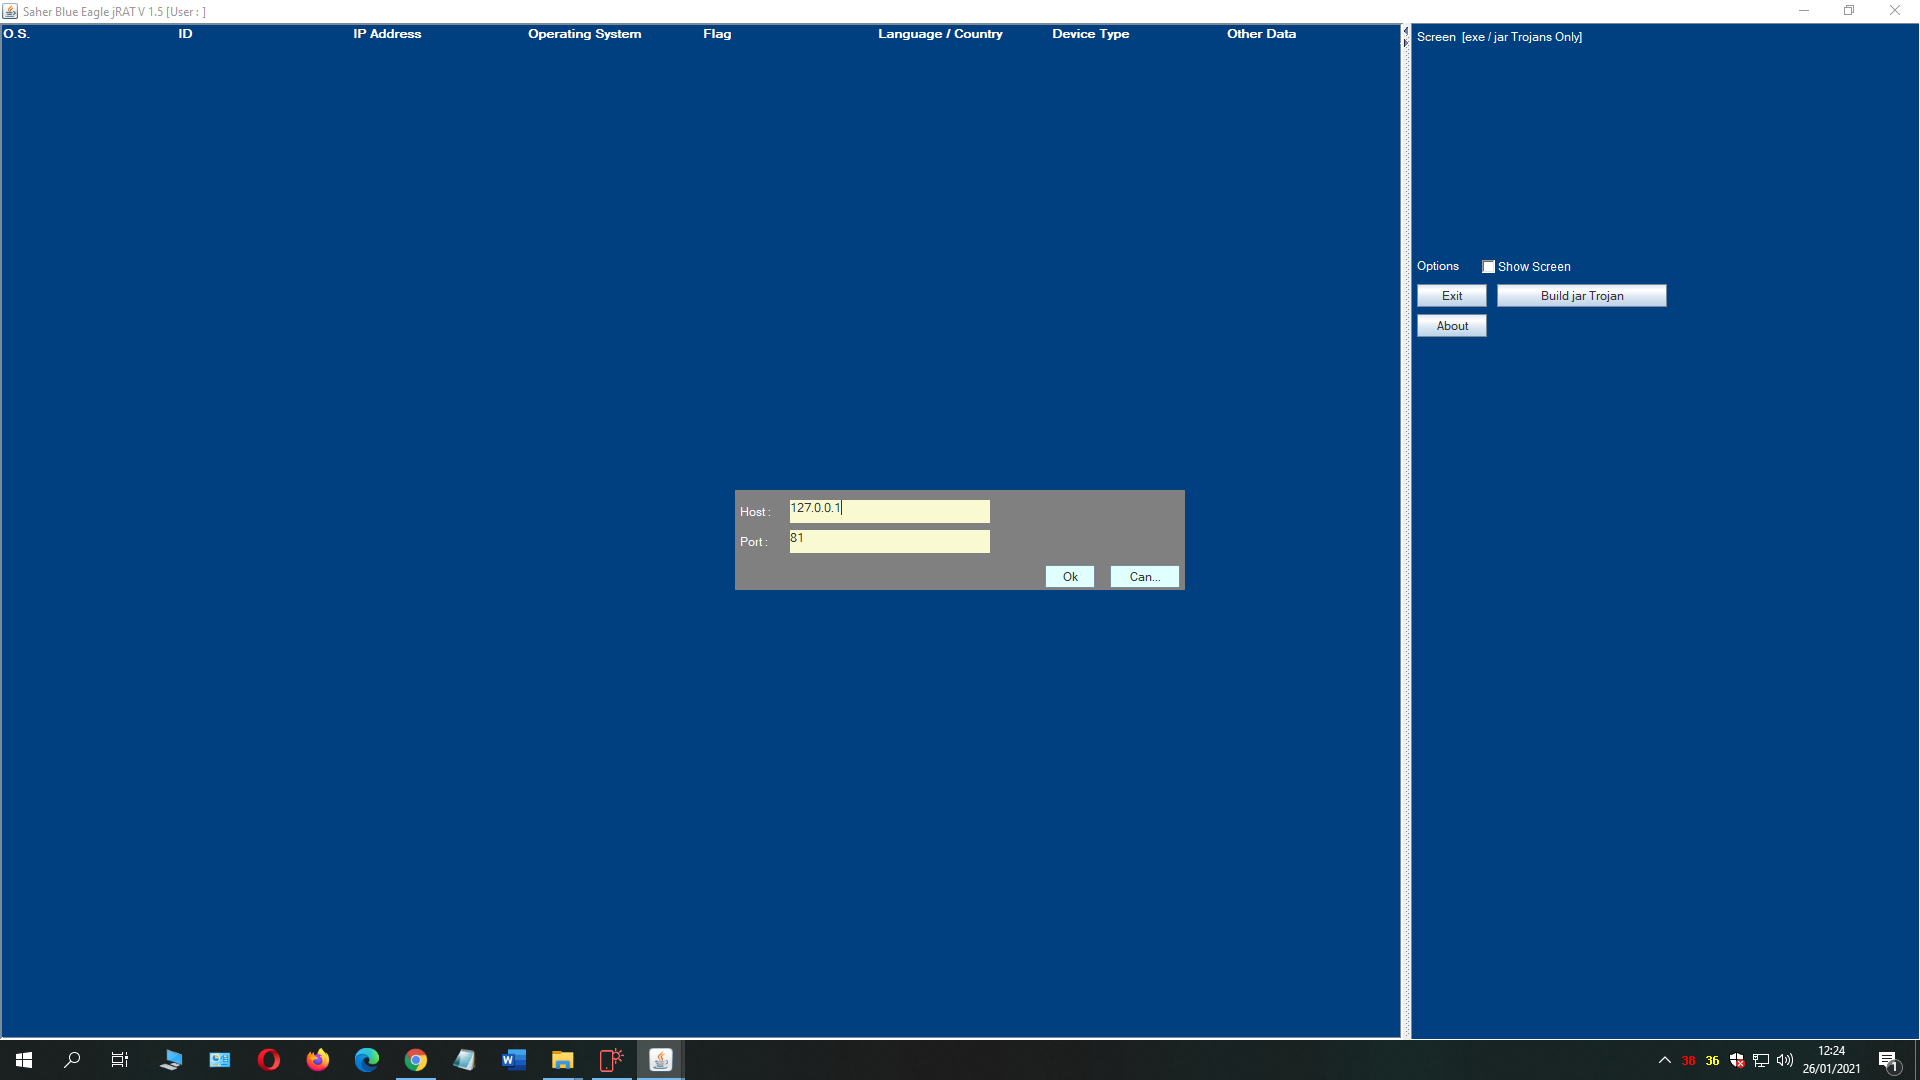 Saher Blue Eagle jRAT V 1.5 [User : ]
O.S. ID IP Address Operating System Flag Language / Country Device Type Other Data
Screen [exe / jar Trojans Only]
Options Show Screen
Exit Build jar Trojan
About
Host : 127.0.0.1
Port : 81
Ok Can...
30 36 12:24
26/01/2021
1